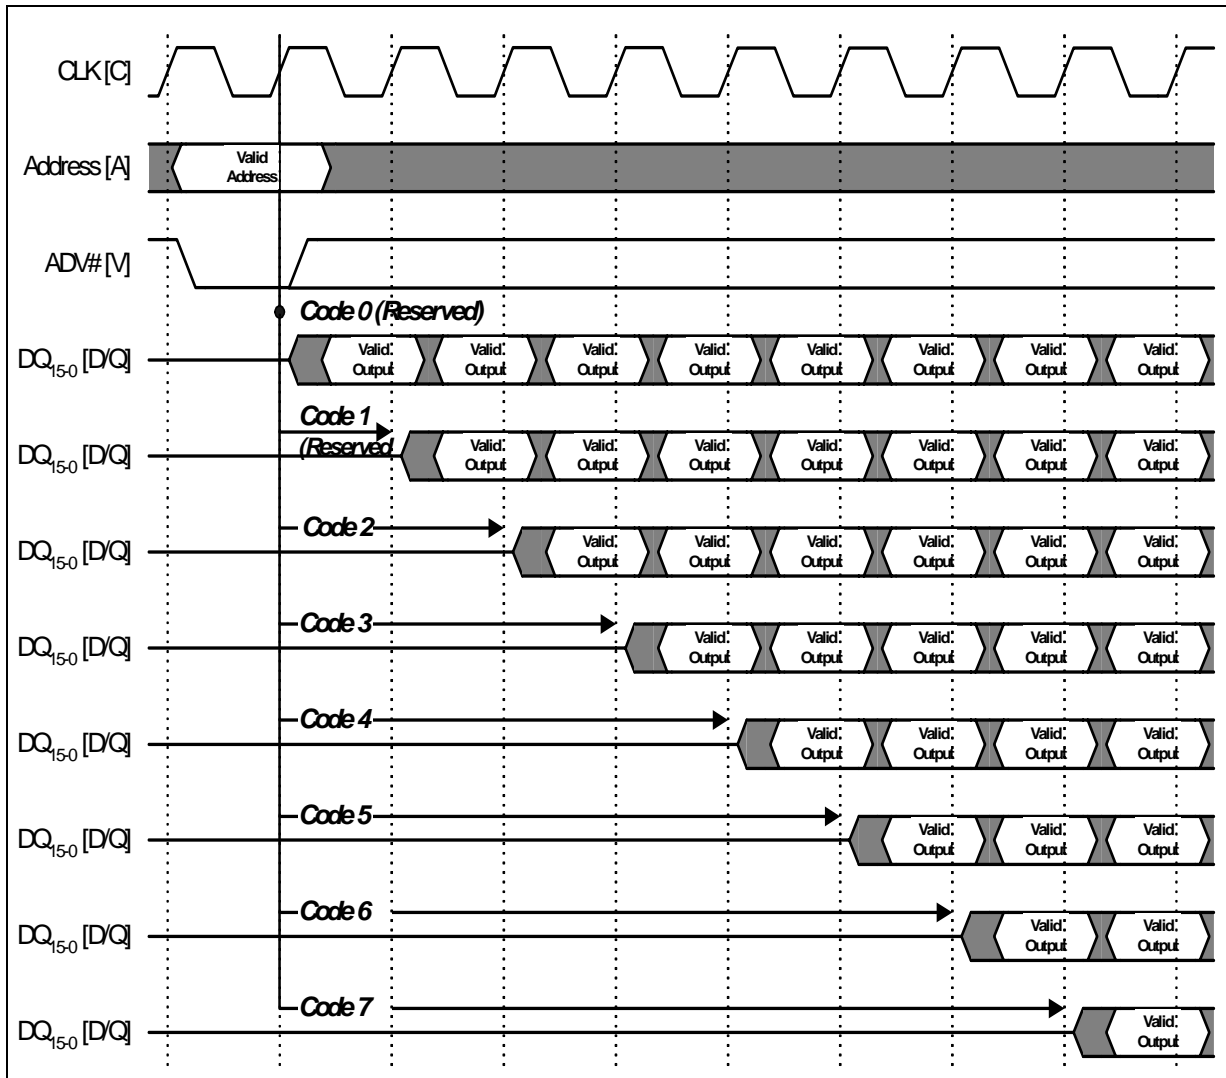 CLK [C]
Address [A]
Valid
Address
ADV# [V]
Code 0 (Reserved)
DQ15-0 [D/Q]
Valid Valid Valid Valid Valid Valid Valid Valid
Output Output Output Output Output Output Output Output
Code 1
(Reserved
DQ15-0 [D/Q]
Valid Valid Valid Valid Valid Valid Valid
Output Output Output Output Output Output Output
Code 2
DQ15-0 [D/Q]
Valid Valid Valid Valid Valid Valid
Output Output Output Output Output Output
Code 3
DQ15-0 [D/Q]
Valid Valid Valid Valid Valid
Output Output Output Output Output
Code 4
DQ15-0 [D/Q]
Valid Valid Valid Valid
Output Output Output Output
Code 5
DQ15-0 [D/Q]
Valid Valid Valid
Output Output Output
Code 6
DQ15-0 [D/Q]
Valid Valid
Output Output
Code 7
DQ15-0 [D/Q]
Valid
Output